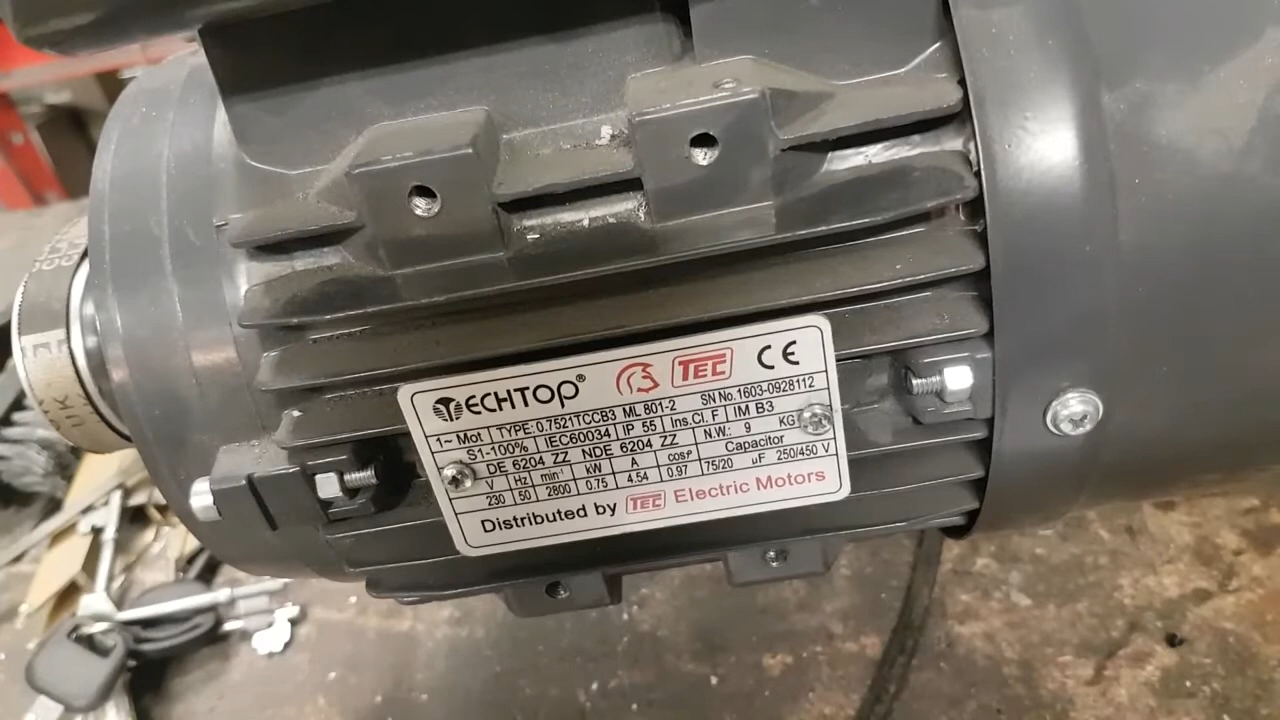 TECHTOP® TEC CE
TYPE: 0.7521TCCB3 ML 801-2 SN No.1603-0928112
1~ Mot S1-100% IEC60034 IP 55 Ins.Cl. F IM B3
DE 6204 ZZ NDE 6204 ZZ N.W.: 9 KG
V Hz min⁻¹ kW A cosφ Capacitor
230 50 2800 0.75 4.54 0.97 75/20 uF 250/450 V
Distributed by TEC Electric Motors
UK